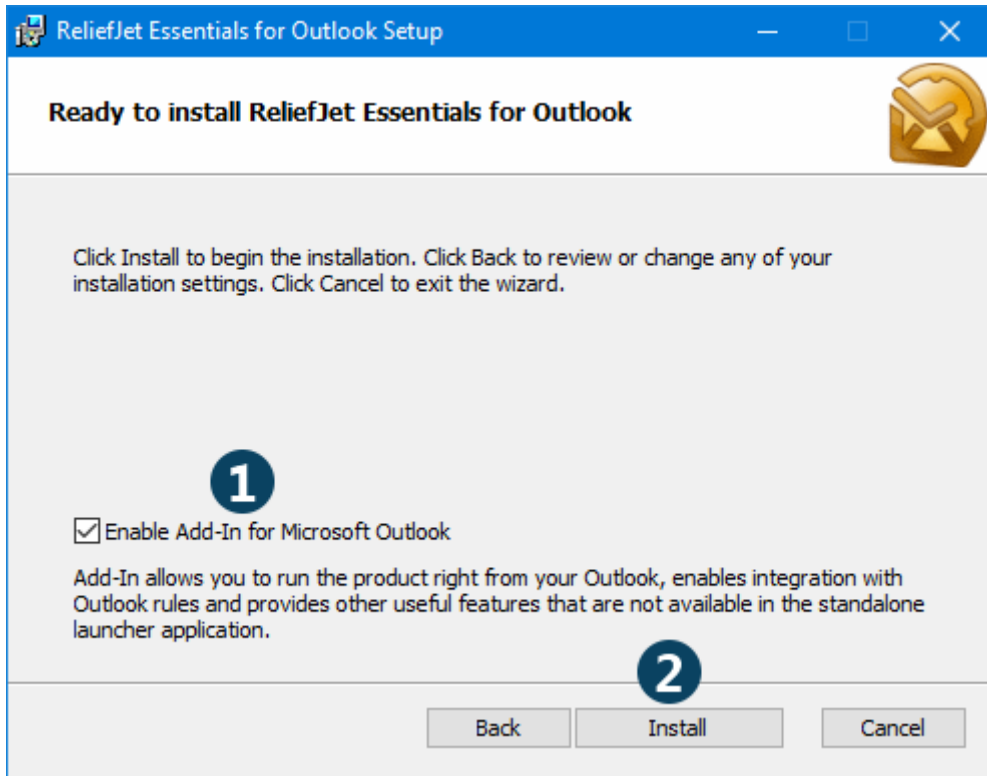 ReliefJet Essentials for Outlook Setup
Ready to install ReliefJet Essentials for Outlook
Click Install to begin the installation. Click Back to review or change any of your
installation settings. Click Cancel to exit the wizard.
1
Enable Add-In for Microsoft Outlook
Add-In allows you to run the product right from your Outlook, enables integration with
Outlook rules and provides other useful features that are not available in the standalone
launcher application.
2
Back Install Cancel